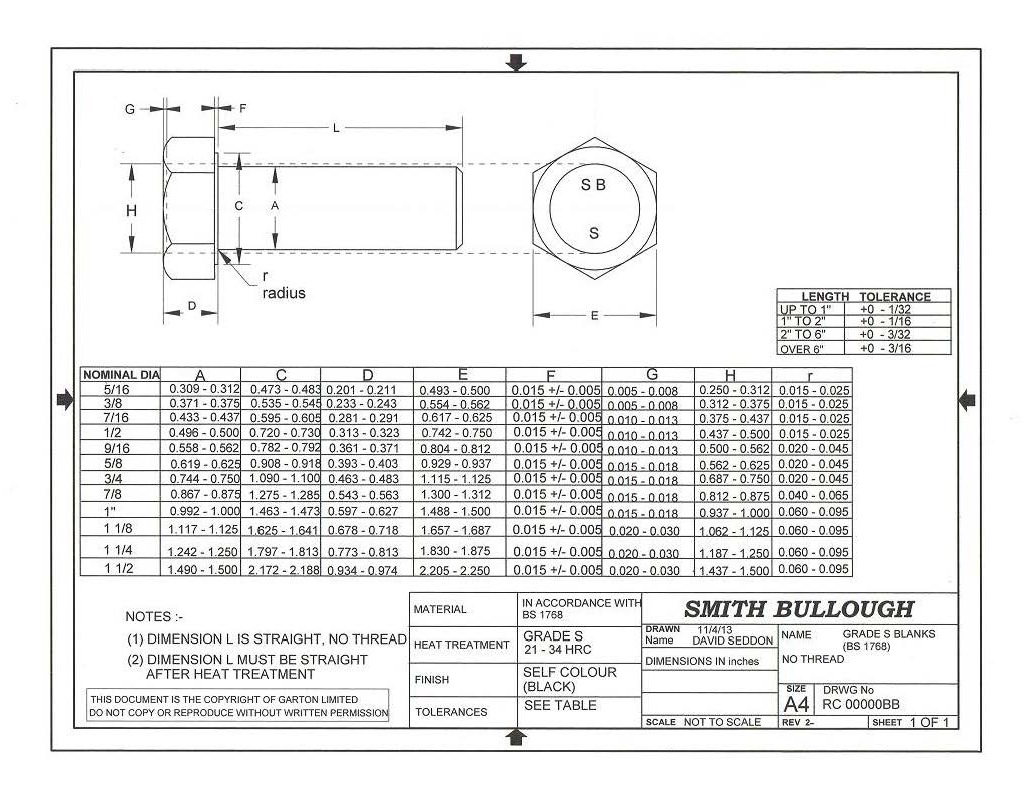 G F
L
H C A
S B
S
r
radius
D
E
LENGTH TOLERANCE
UP TO 1" +0 - 1/32
1" TO 2" +0 - 1/16
2" TO 6" +0 - 3/32
OVER 6" +0 - 3/16
NOMINAL DIA A C D E F G H r
5/16 0.309 - 0.312 0.473 - 0.483 0.201 - 0.211 0.493 - 0.500 0.015 +/- 0.005 0.005 - 0.008 0.250 - 0.312 0.015 - 0.025
3/8 0.371 - 0.375 0.535 - 0.545 0.233 - 0.243 0.554 - 0.562 0.015 +/- 0.005 0.005 - 0.008 0.312 - 0.375 0.015 - 0.025
7/16 0.433 - 0.437 0.595 - 0.605 0.281 - 0.291 0.617 - 0.625 0.015 +/- 0.005 0.010 - 0.013 0.375 - 0.437 0.015 - 0.025
1/2 0.496 - 0.500 0.720 - 0.730 0.313 - 0.323 0.742 - 0.750 0.015 +/- 0.005 0.010 - 0.013 0.437 - 0.500 0.015 - 0.025
9/16 0.558 - 0.562 0.782 - 0.792 0.361 - 0.371 0.804 - 0.812 0.015 +/- 0.005 0.010 - 0.013 0.500 - 0.562 0.020 - 0.045
5/8 0.619 - 0.625 0.908 - 0.918 0.393 - 0.403 0.929 - 0.937 0.015 +/- 0.005 0.015 - 0.018 0.562 - 0.625 0.020 - 0.045
3/4 0.744 - 0.750 1.090 - 1.100 0.463 - 0.483 1.115 - 1.125 0.015 +/- 0.005 0.015 - 0.018 0.687 - 0.750 0.020 - 0.045
7/8 0.867 - 0.875 1.275 - 1.285 0.543 - 0.563 1.300 - 1.312 0.015 +/- 0.005 0.015 - 0.018 0.812 - 0.875 0.040 - 0.065
1" 0.992 - 1.000 1.463 - 1.473 0.597 - 0.627 1.488 - 1.500 0.015 +/- 0.005 0.015 - 0.018 0.937 - 1.000 0.060 - 0.095
1 1/8 1.117 - 1.125 1.625 - 1.641 0.678 - 0.718 1.657 - 1.687 0.015 +/- 0.005 0.020 - 0.030 1.062 - 1.125 0.060 - 0.095
1 1/4 1.242 - 1.250 1.797 - 1.813 0.773 - 0.813 1.830 - 1.875 0.015 +/- 0.005 0.020 - 0.030 1.187 - 1.250 0.060 - 0.095
1 1/2 1.490 - 1.500 2.172 - 2.188 0.934 - 0.974 2.205 - 2.250 0.015 +/- 0.005 0.020 - 0.030 1.437 - 1.500 0.060 - 0.095
NOTES :-
(1) DIMENSION L IS STRAIGHT, NO THREAD
(2) DIMENSION L MUST BE STRAIGHT
AFTER HEAT TREATMENT
THIS DOCUMENT IS THE COPYRIGHT OF GARTON LIMITED
DO NOT COPY OR REPRODUCE WITHOUT WRITTEN PERMISSION
MATERIAL IN ACCORDANCE WITH
BS 1768
HEAT TREATMENT GRADE S
21 - 34 HRC
FINISH SELF COLOUR
(BLACK)
TOLERANCES SEE TABLE
SMITH BULLOUGH
DRAWN 11/4/13
Name DAVID SEDDON
DIMENSIONS IN inches
SCALE NOT TO SCALE
NAME GRADE S BLANKS
(BS 1768)
NO THREAD
SIZE DRWG No
A4 RC 00000BB
REV 2- SHEET 1 OF 1